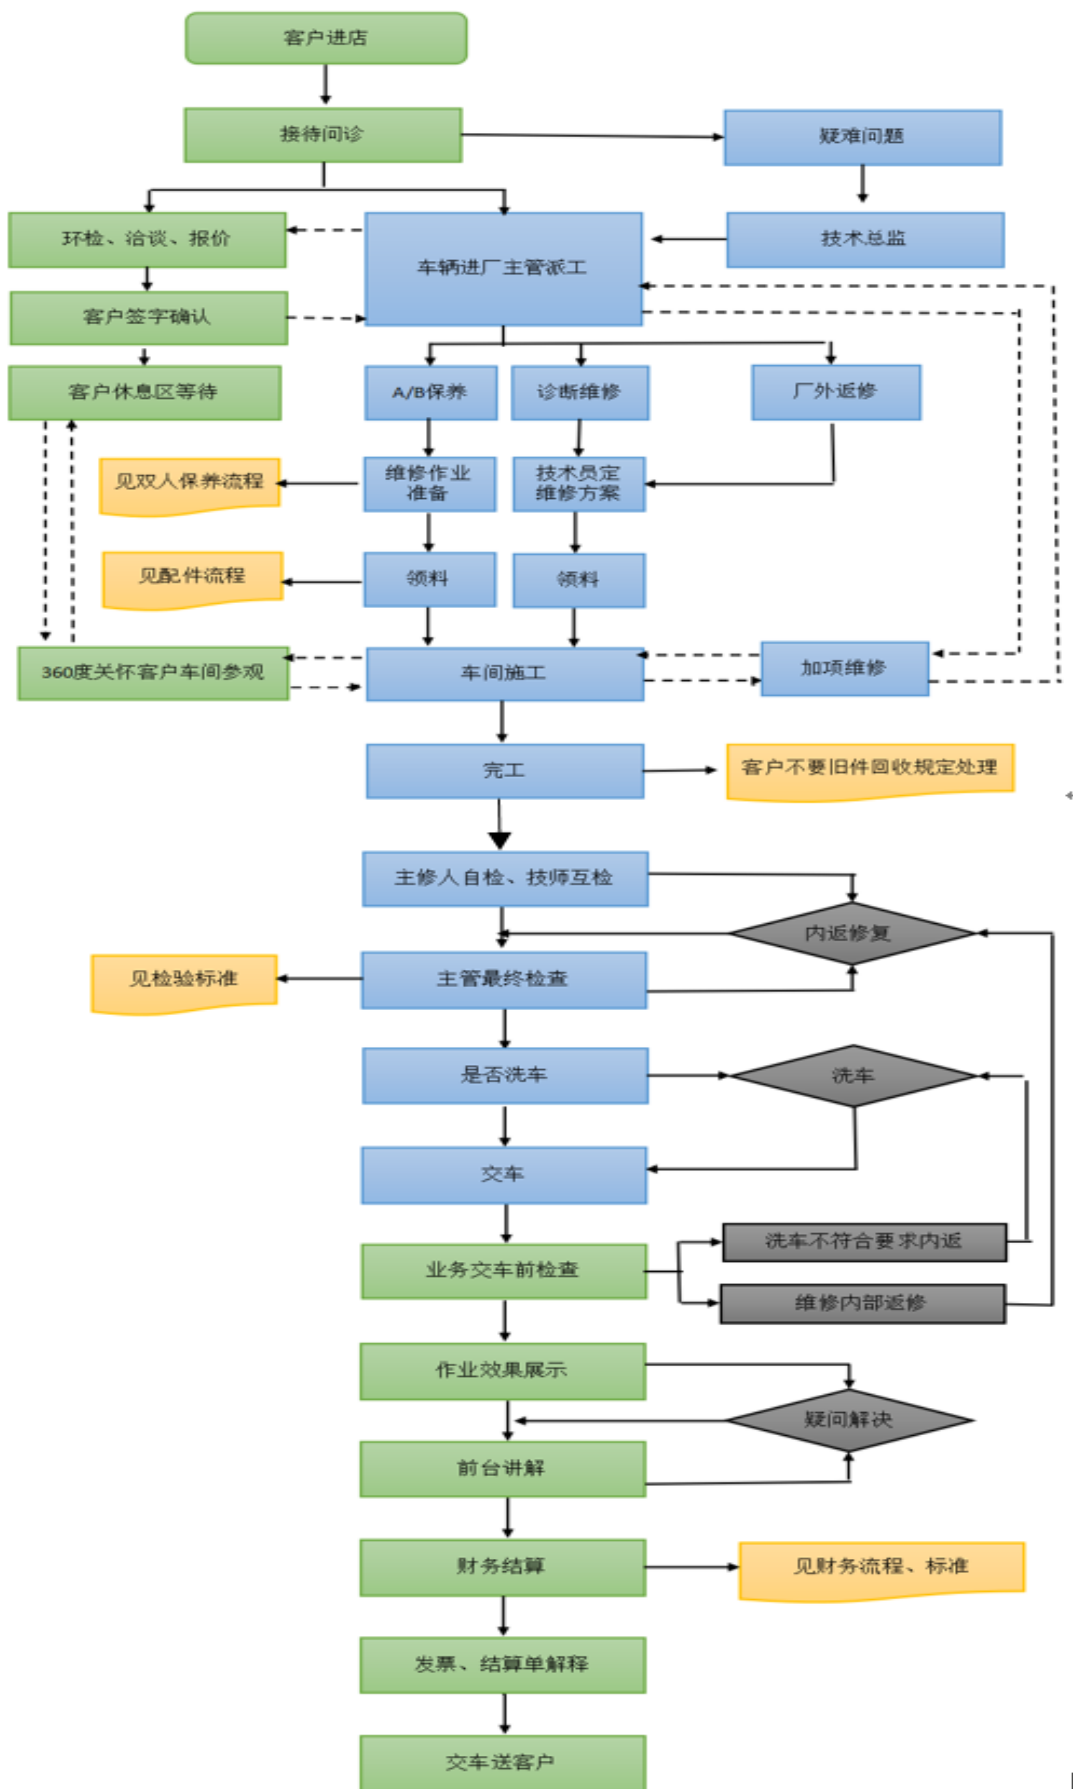 客户进店
接待问诊
疑难问题
环检、洽谈、报价
车辆进厂主管派工
技术总监
客户签字确认
客户休息区等待
A/B保养
诊断维修
厂外返修
见双人保养流程
维修作业
准备
技术员定
维修方案
见配件流程
领料
领料
360度关怀客户车间参观
车间施工
加项维修
完工
客户不要旧件回收规定处理
主修人自检、技师互检
内返修复
见检验标准
主管最终检查
是否洗车
洗车
交车
洗车不符合要求内返
业务交车前检查
维修内部返修
作业效果展示
疑问解决
前台讲解
财务结算
见财务流程、标准
发票、结算单解释
交车送客户